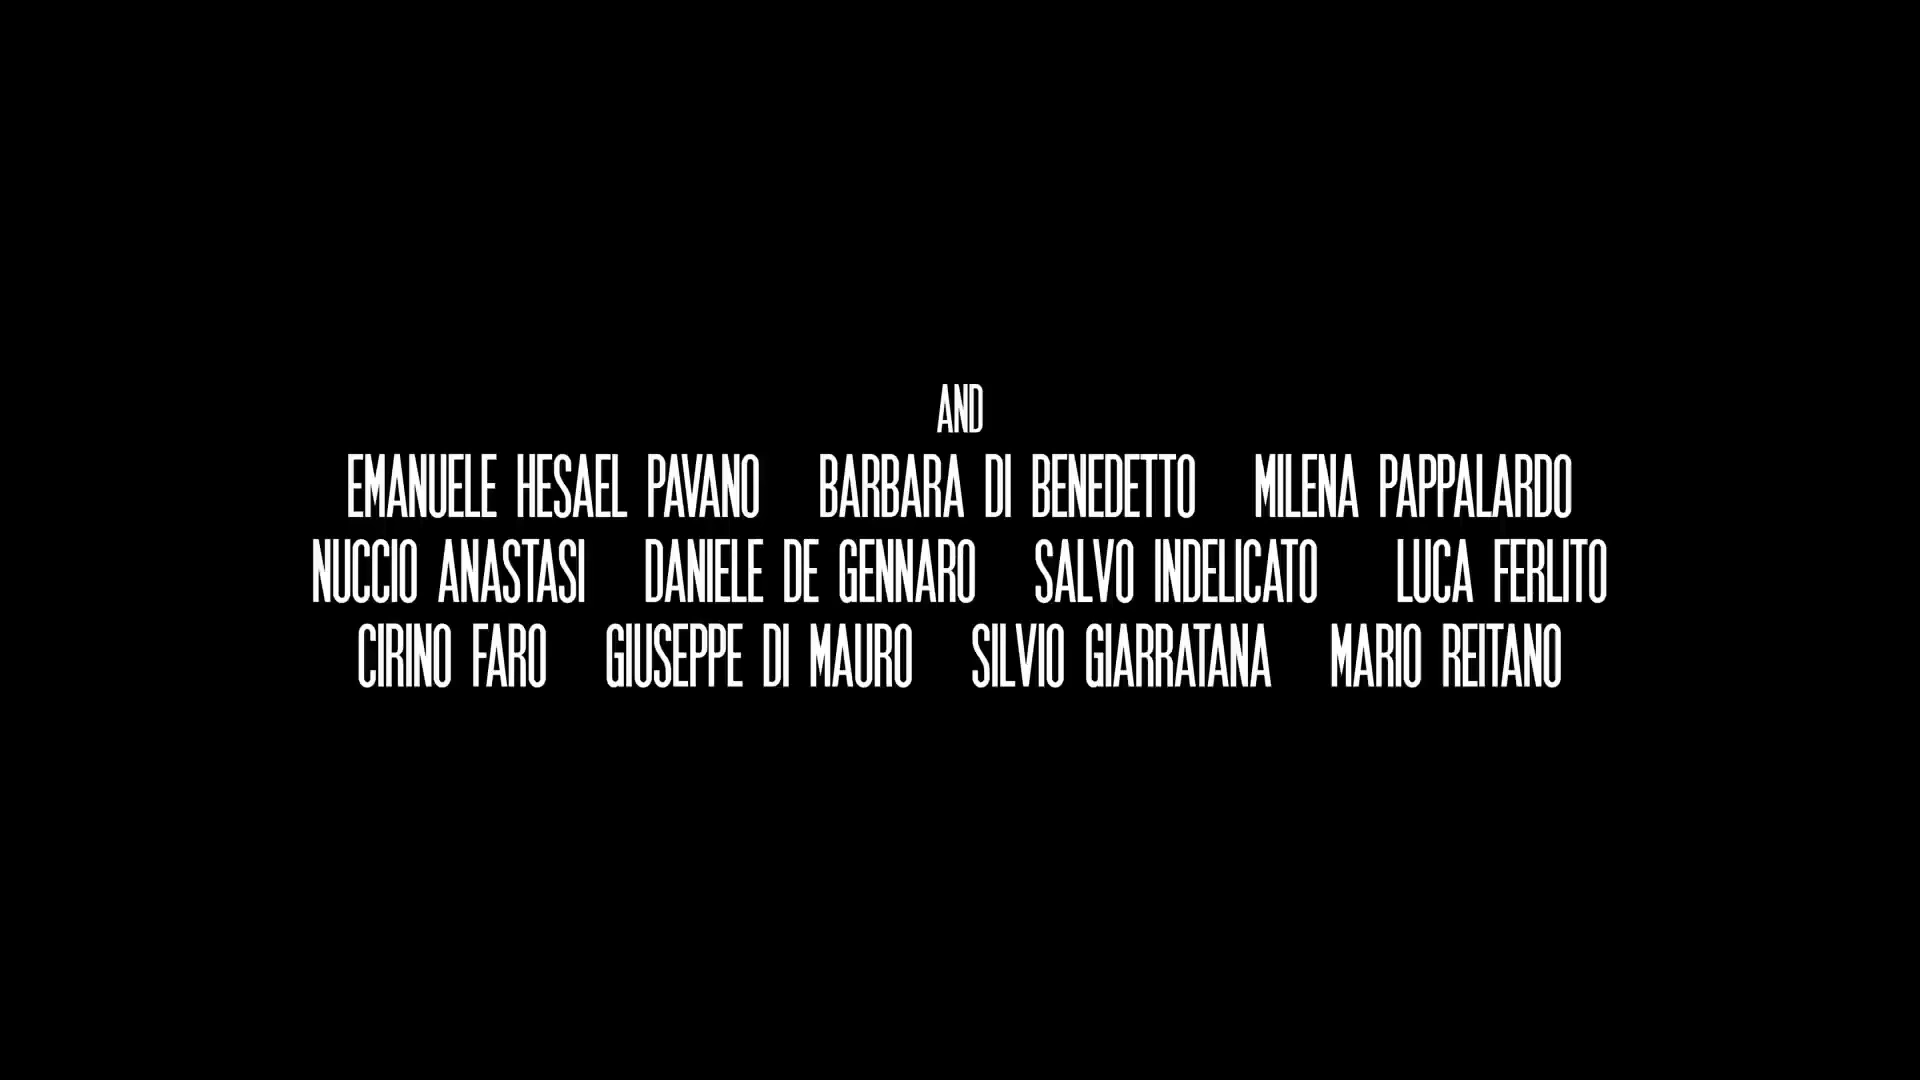 AND
EMANUELE HESAEL PAVANO BARBARA DI BENEDETTO MILENA PAPPALARDO
NUCCIO ANASTASI DANIELE DE GENNARO SALVO INDELICATO LUCA FERLITO
CIRINO FARO GIUSEPPE DI MAURO SILVIO GIARRATANA MARIO REITANO